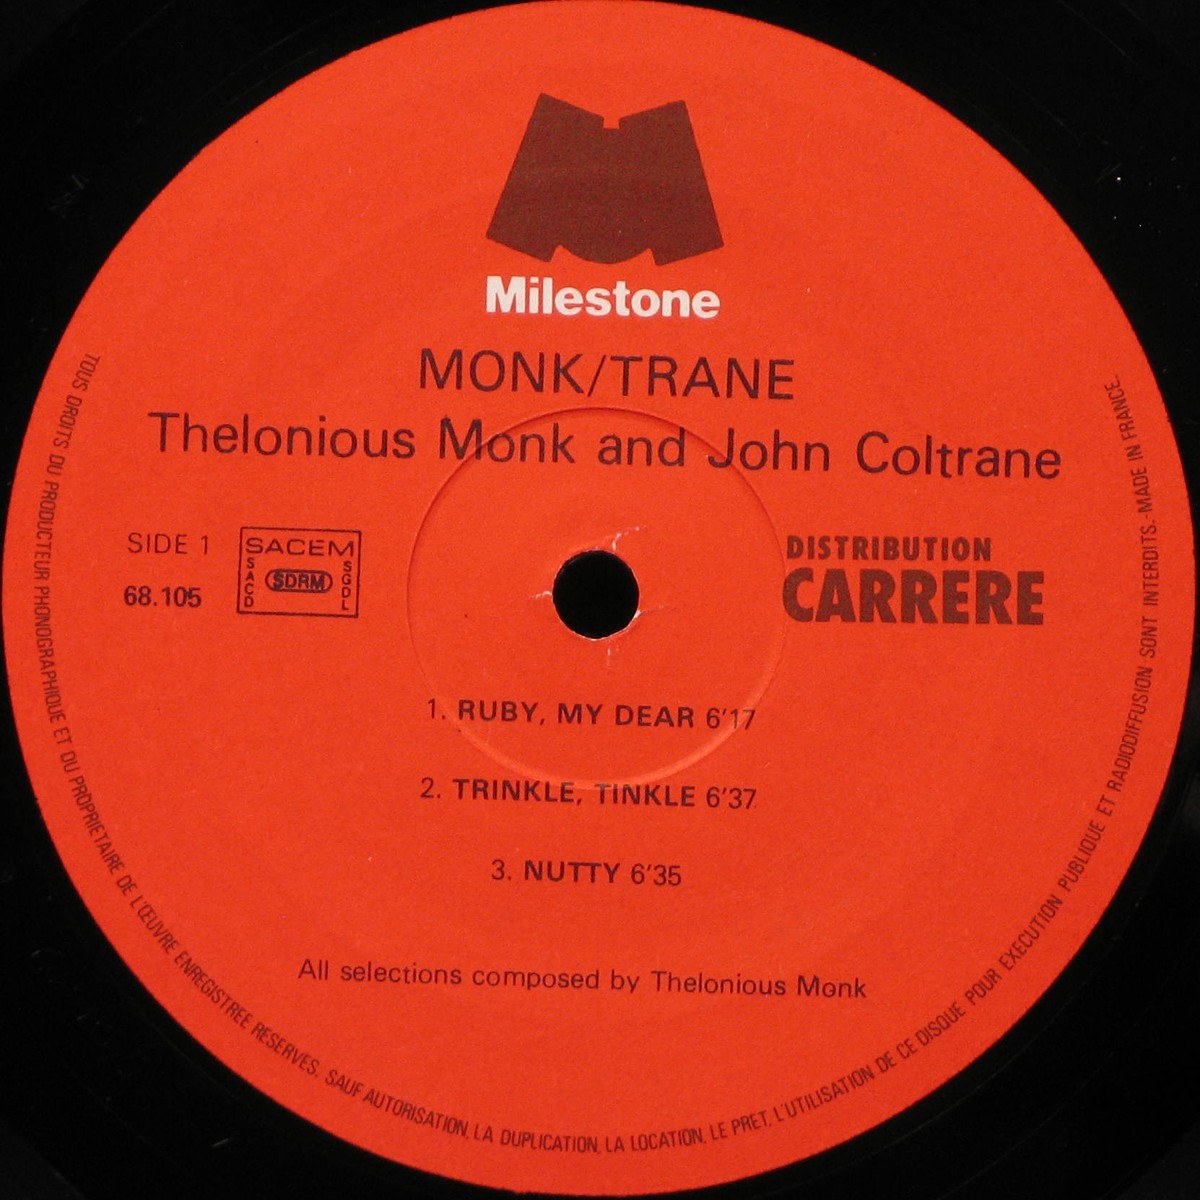 Milestone
MONK/TRANE
Thelonious Monk and John Coltrane
SIDE 1
68.105
SACEM
SACD
SDRM
SGDL
DISTRIBUTION
CARRERE
1. RUBY, MY DEAR 6'17
2. TRINKLE, TINKLE 6'37
3. NUTTY 6'35
All selections composed by Thelonious Monk
TOUS DROITS DU PRODUCTEUR PHONOGRAPHIQUE ET DU PROPRIETAIRE DE L'ŒUVRE ENREGISTREE RESERVES. SAUF AUTORISATION, LA DUPLICATION, LA LOCATION, LE PRET, L'UTILISATION DE CE DISQUE POUR EXECUTION PUBLIQUE ET RADIODIFFUSION SONT INTERDITS.-MADE IN FRANCE.